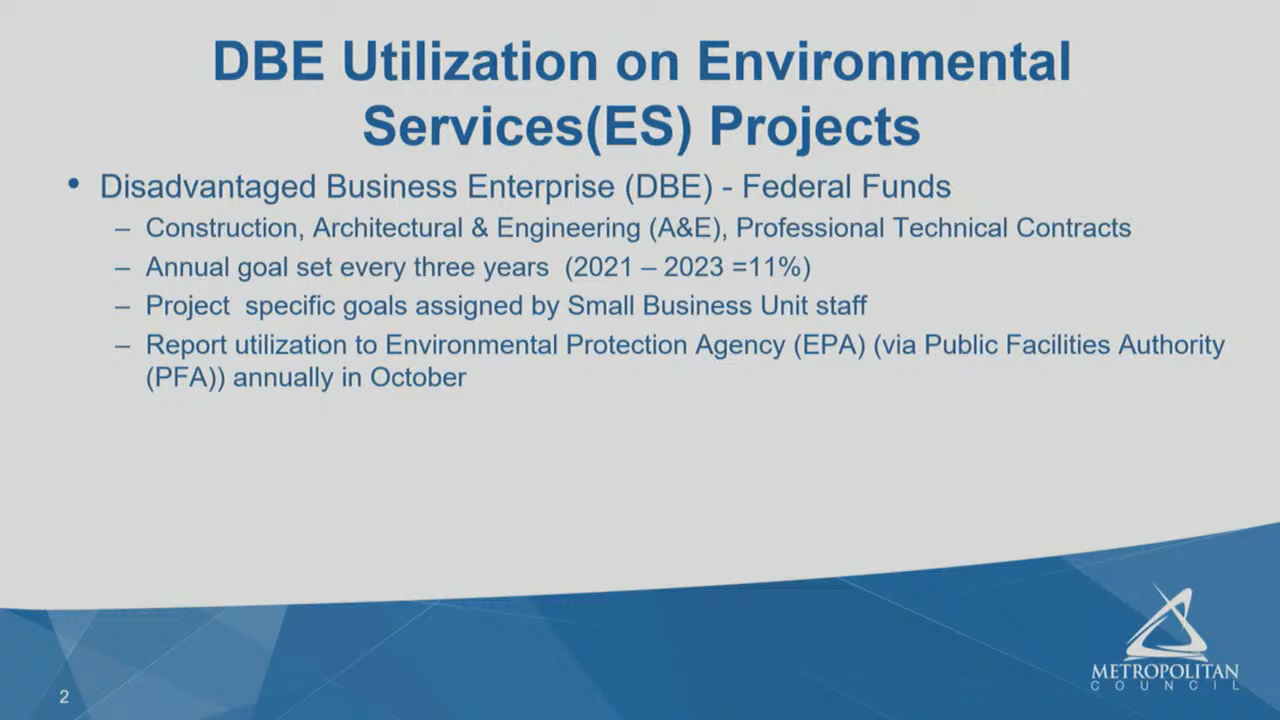 DBE Utilization on Environmental
Services(ES) Projects
• Disadvantaged Business Enterprise (DBE) - Federal Funds
– Construction, Architectural & Engineering (A&E), Professional Technical Contracts
– Annual goal set every three years (2021 – 2023 =11%)
– Project specific goals assigned by Small Business Unit staff
– Report utilization to Environmental Protection Agency (EPA) (via Public Facilities Authority
(PFA)) annually in October
METROPOLITAN
COUNCIL
2